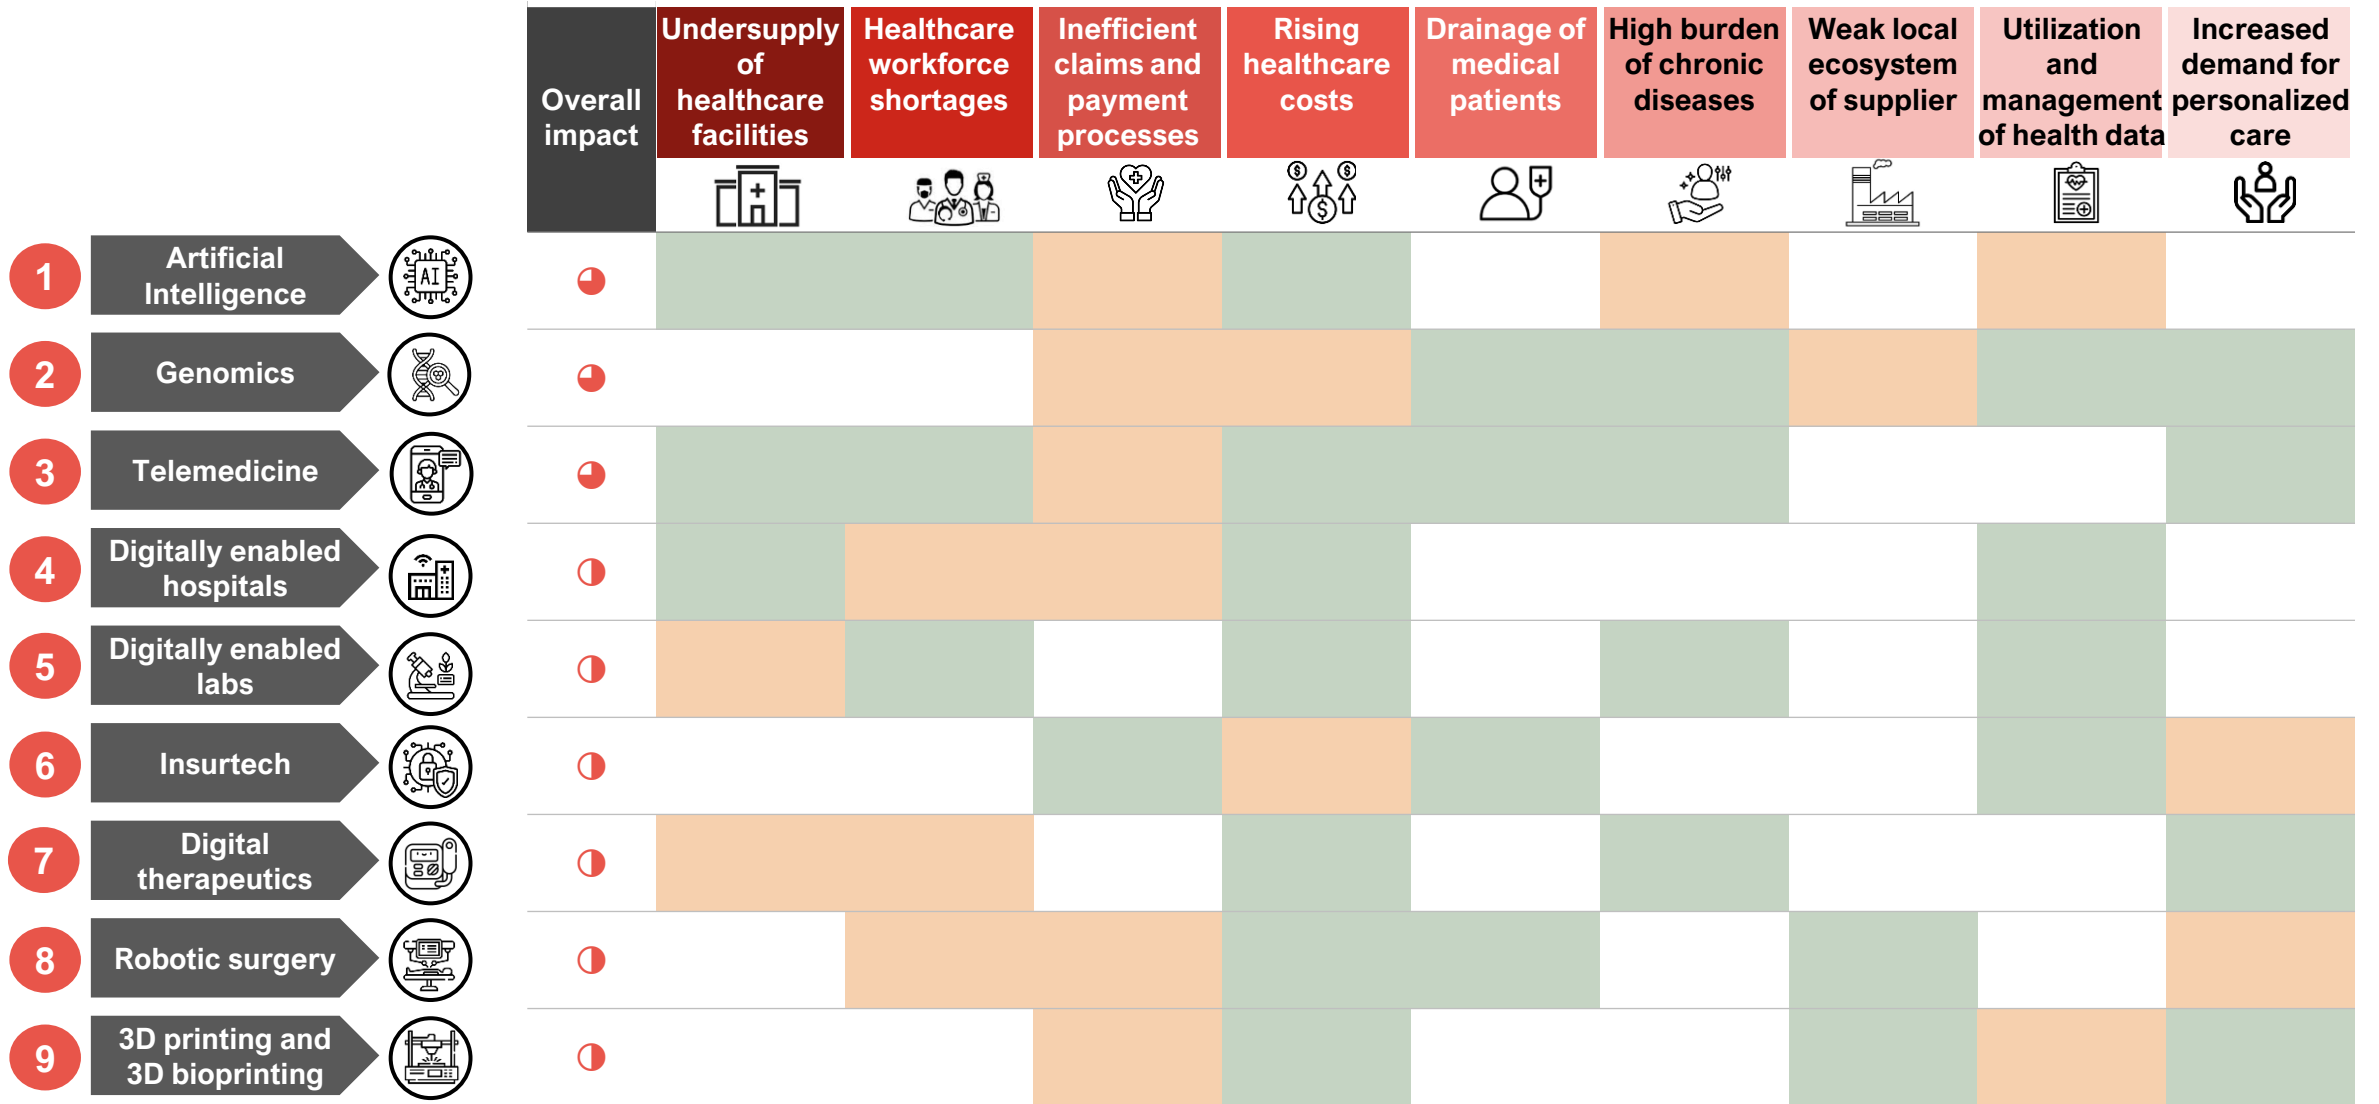 Overall
impact
Undersupply
of
healthcare
facilities
Healthcare
workforce
shortages
Inefficient
claims and
payment
processes
Rising
healthcare
costs
Drainage of
medical
patients
High burden
of chronic
diseases
Weak local
ecosystem
of supplier
Utilization
and
management
of health data
Increased
demand for
personalized
care
1
Artificial
Intelligence
AI
2
Genomics
3
Telemedicine
4
Digitally enabled
hospitals
5
Digitally enabled
labs
6
Insurtech
7
Digital
therapeutics
8
Robotic surgery
9
3D printing and
3D bioprinting